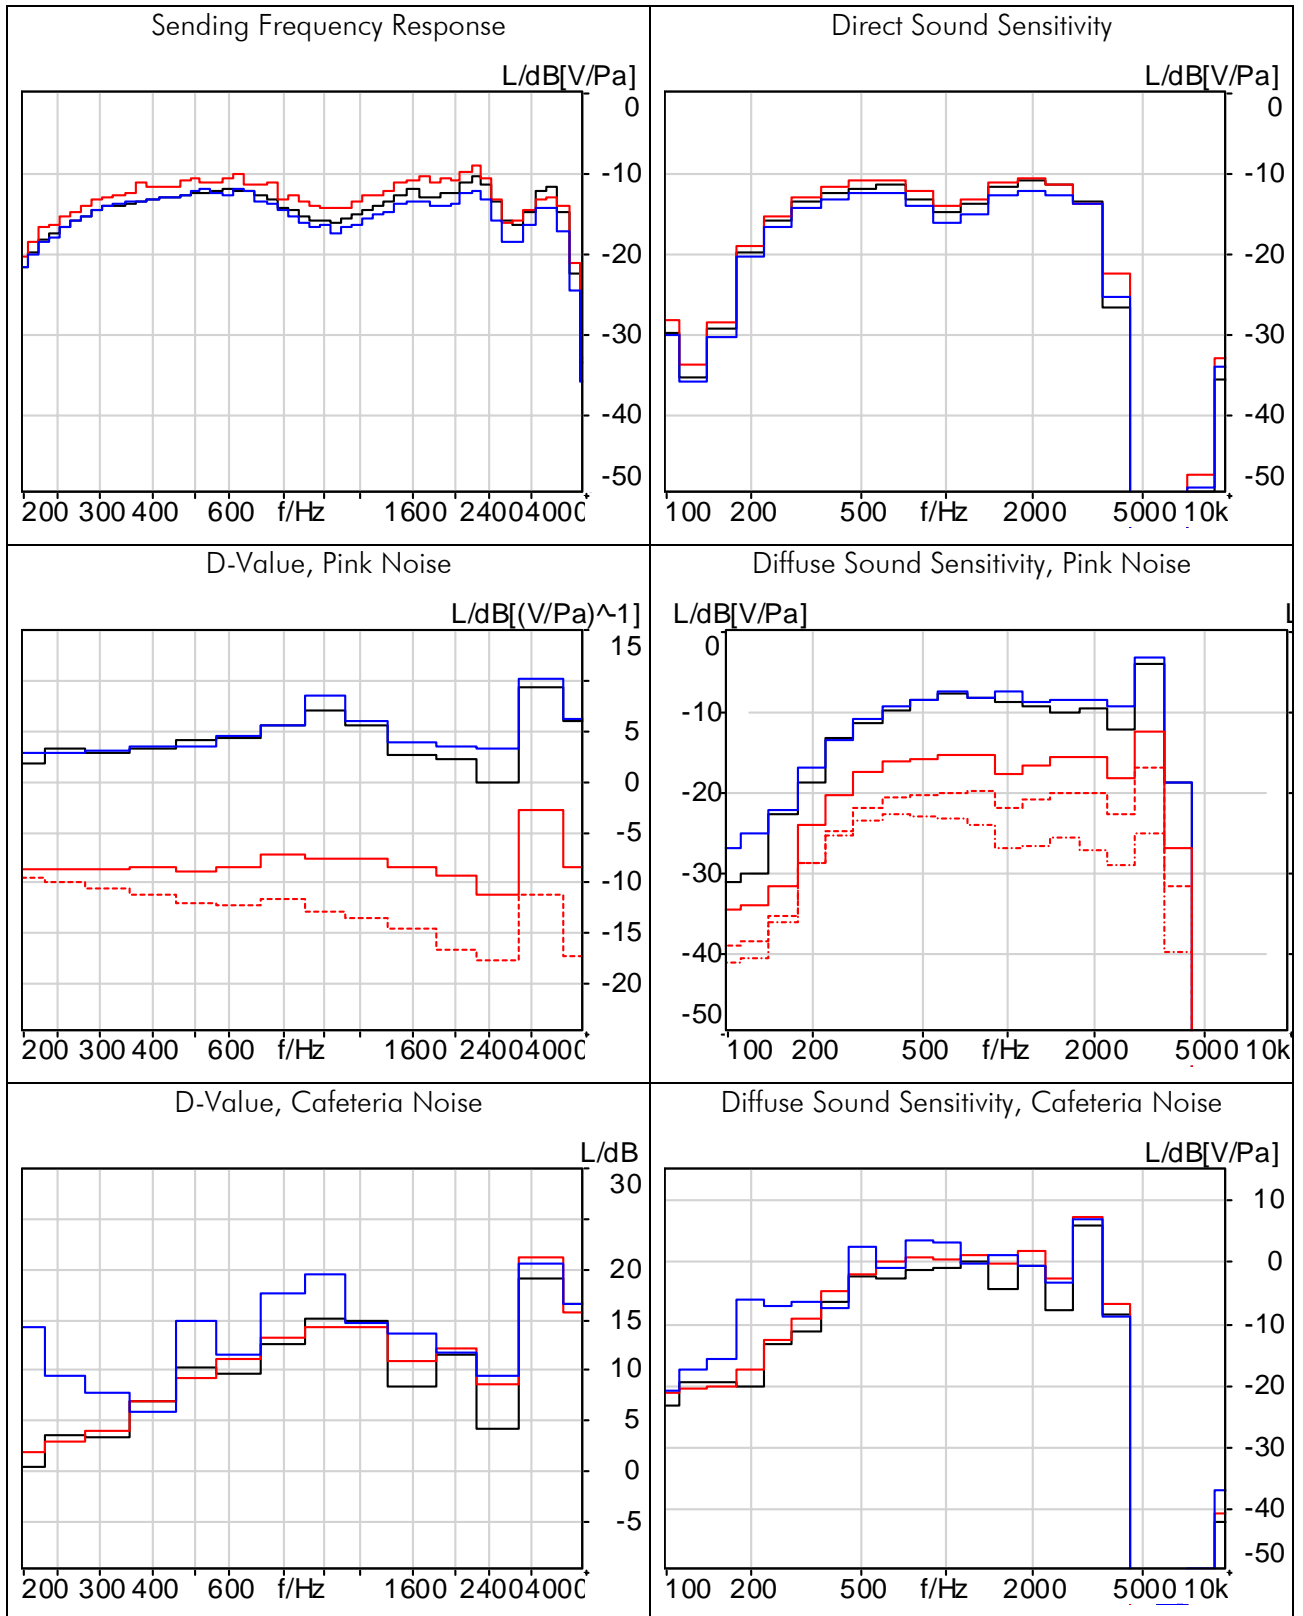 Sending Frequency Response
L/dB[V/Pa]
0
-10
-20
-30
-40
-50
200 300 400 600 f/Hz 1600 2400 4000
Direct Sound Sensitivity
L/dB[V/Pa]
0
-10
-20
-30
-40
-50
100 200 500 f/Hz 2000 5000 10k
D-Value, Pink Noise
L/dB[(V/Pa)^-1]
15
5
0
-5
-10
-15
-20
200 300 600 f/Hz 1600 2400 4000
Diffuse Sound Sensitivity, Pink Noise
L/dB[V/Pa] L
0
-10
-20
-30
-40
-50
100 200 500 f/Hz 2000 5000 10k
D-Value, Cafeteria Noise
L/dB
30
20
15
10
5
0
-5
200 300 400 600 f/Hz 1600 2400 4000
Diffuse Sound Sensitivity, Cafeteria Noise
L/dB[V/Pa]
10
0
-10
-20
-30
-40
-50
100 200 500 f/Hz 2000 5000 10k